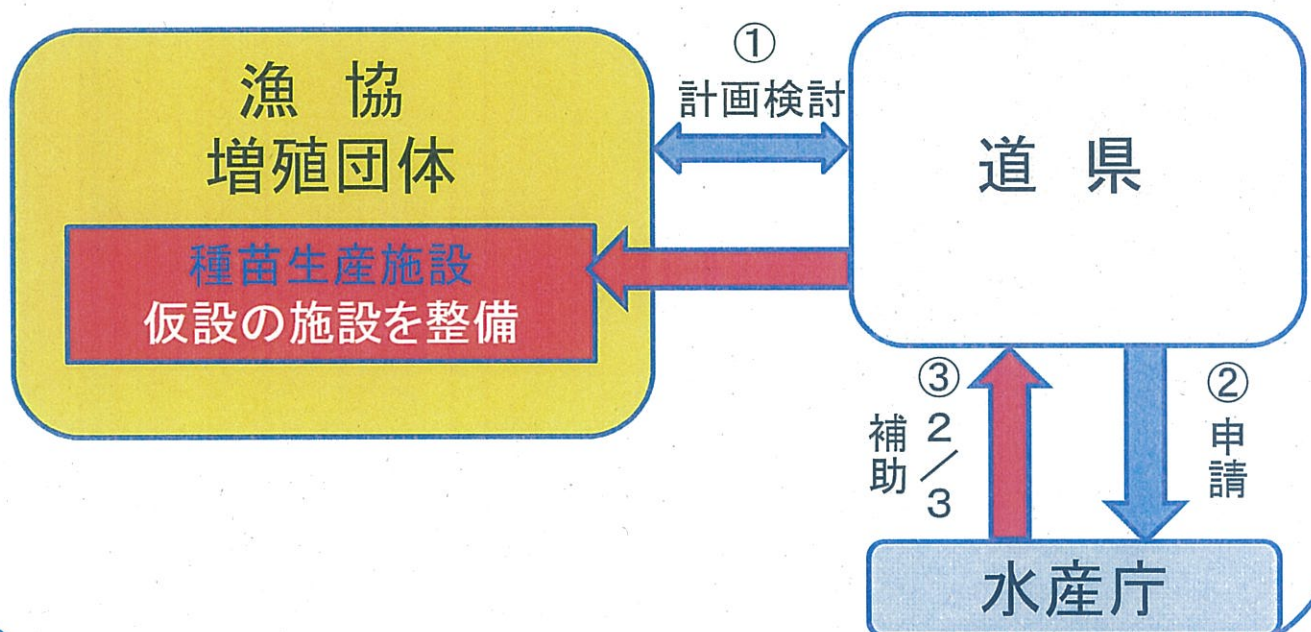 漁協
増殖団体
種苗生産施設
仮設の施設を整備
①
計画検討
道県
③
補助
2/3
②
申請
水産庁